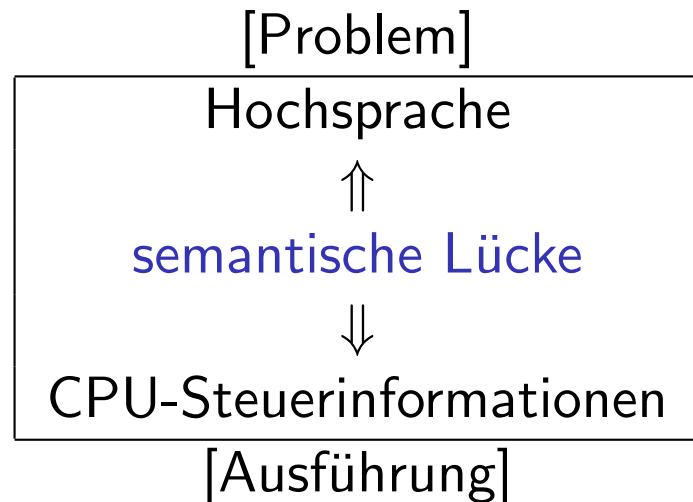 [Problem]
Hochsprache
⇑
semantische Lücke
⇓
CPU-Steuerinformationen
[Ausführung]